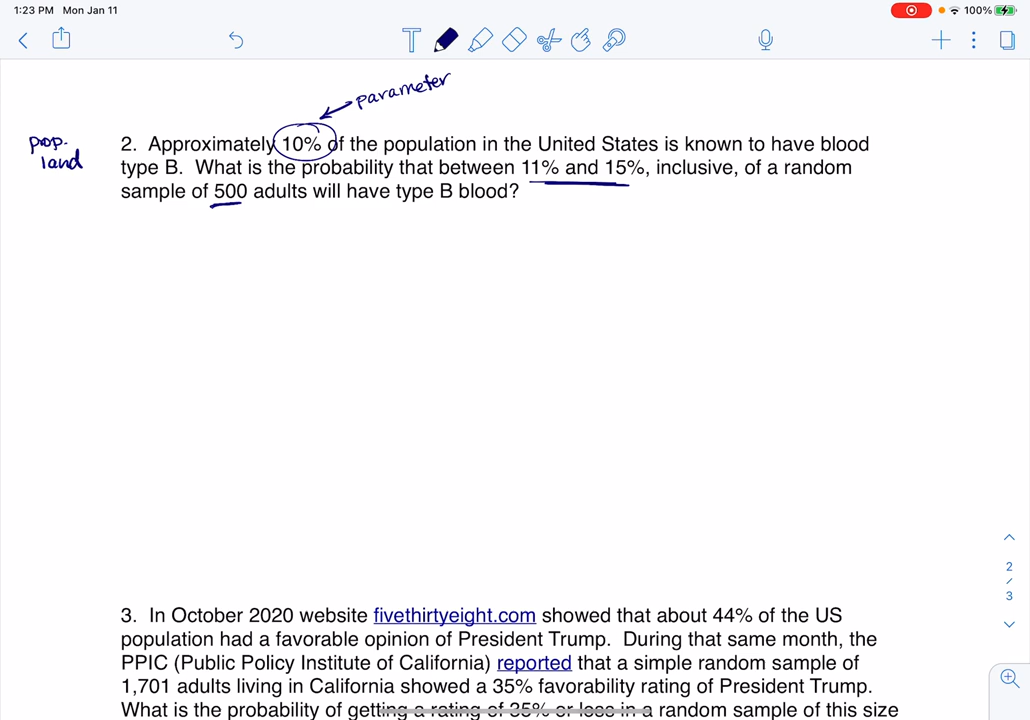 1:23 PM Mon Jan 11
100%
parameter
prop.
land
2. Approximately 10% of the population in the United States is known to have blood
type B. What is the probability that between 11% and 15%, inclusive, of a random
sample of 500 adults will have type B blood?
2
/
3
3. In October 2020 website fivethirtyeight.com showed that about 44% of the US
population had a favorable opinion of President Trump. During that same month, the
PPIC (Public Policy Institute of California) reported that a simple random sample of
1,701 adults living in California showed a 35% favorability rating of President Trump.
What is the probability of getting a rating of 35% or less in a random sample of this size